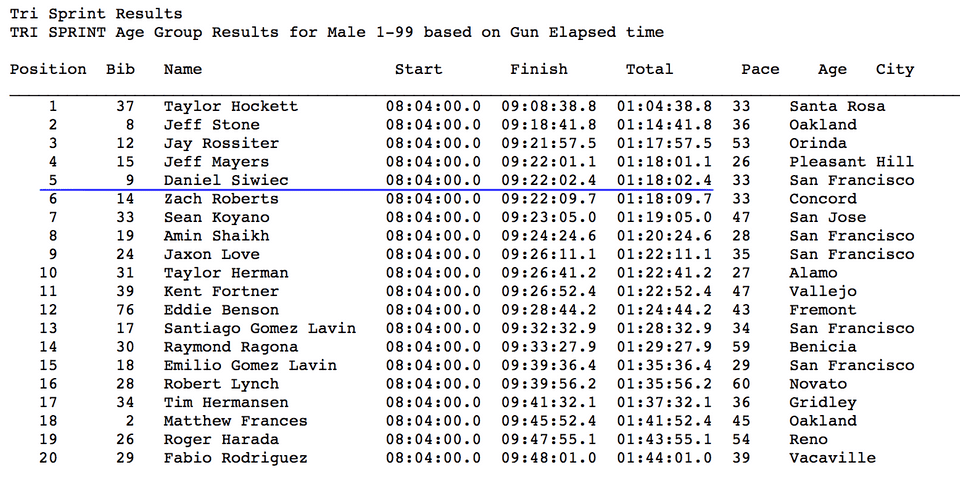 Tri Sprint Results
TRI SPRINT Age Group Results for Male 1-99 based on Gun Elapsed time
Position Bib Name Start Finish Total Pace Age City
1 37 Taylor Hockett 08:04:00.0 09:08:38.8 01:04:38.8 33 Santa Rosa
2 8 Jeff Stone 08:04:00.0 09:18:41.8 01:14:41.8 36 Oakland
3 12 Jay Rossiter 08:04:00.0 09:21:57.5 01:17:57.5 53 Orinda
4 15 Jeff Mayers 08:04:00.0 09:22:01.1 01:18:01.1 26 Pleasant Hill
5 9 Daniel Siwiec 08:04:00.0 09:22:02.4 01:18:02.4 33 San Francisco
6 14 Zach Roberts 08:04:00.0 09:22:09.7 01:18:09.7 33 Concord
7 33 Sean Koyano 08:04:00.0 09:23:05.0 01:19:05.0 47 San Jose
8 19 Amin Shaikh 08:04:00.0 09:24:24.6 01:20:24.6 28 San Francisco
9 24 Jaxon Love 08:04:00.0 09:26:11.1 01:22:11.1 35 San Francisco
10 31 Taylor Herman 08:04:00.0 09:26:41.2 01:22:41.2 27 Alamo
11 39 Kent Fortner 08:04:00.0 09:26:52.4 01:22:52.4 47 Vallejo
12 76 Eddie Benson 08:04:00.0 09:28:44.2 01:24:44.2 43 Fremont
13 17 Santiago Gomez Lavin 08:04:00.0 09:32:32.9 01:28:32.9 34 San Francisco
14 30 Raymond Ragona 08:04:00.0 09:33:27.9 01:29:27.9 59 Benicia
15 18 Emilio Gomez Lavin 08:04:00.0 09:39:36.4 01:35:36.4 29 San Francisco
16 28 Robert Lynch 08:04:00.0 09:39:56.2 01:35:56.2 60 Novato
17 34 Tim Hermansen 08:04:00.0 09:41:32.1 01:37:32.1 36 Gridley
18 2 Matthew Frances 08:04:00.0 09:45:52.4 01:41:52.4 45 Oakland
19 26 Roger Harada 08:04:00.0 09:47:55.1 01:43:55.1 54 Reno
20 29 Fabio Rodriguez 08:04:00.0 09:48:01.0 01:44:01.0 39 Vacaville